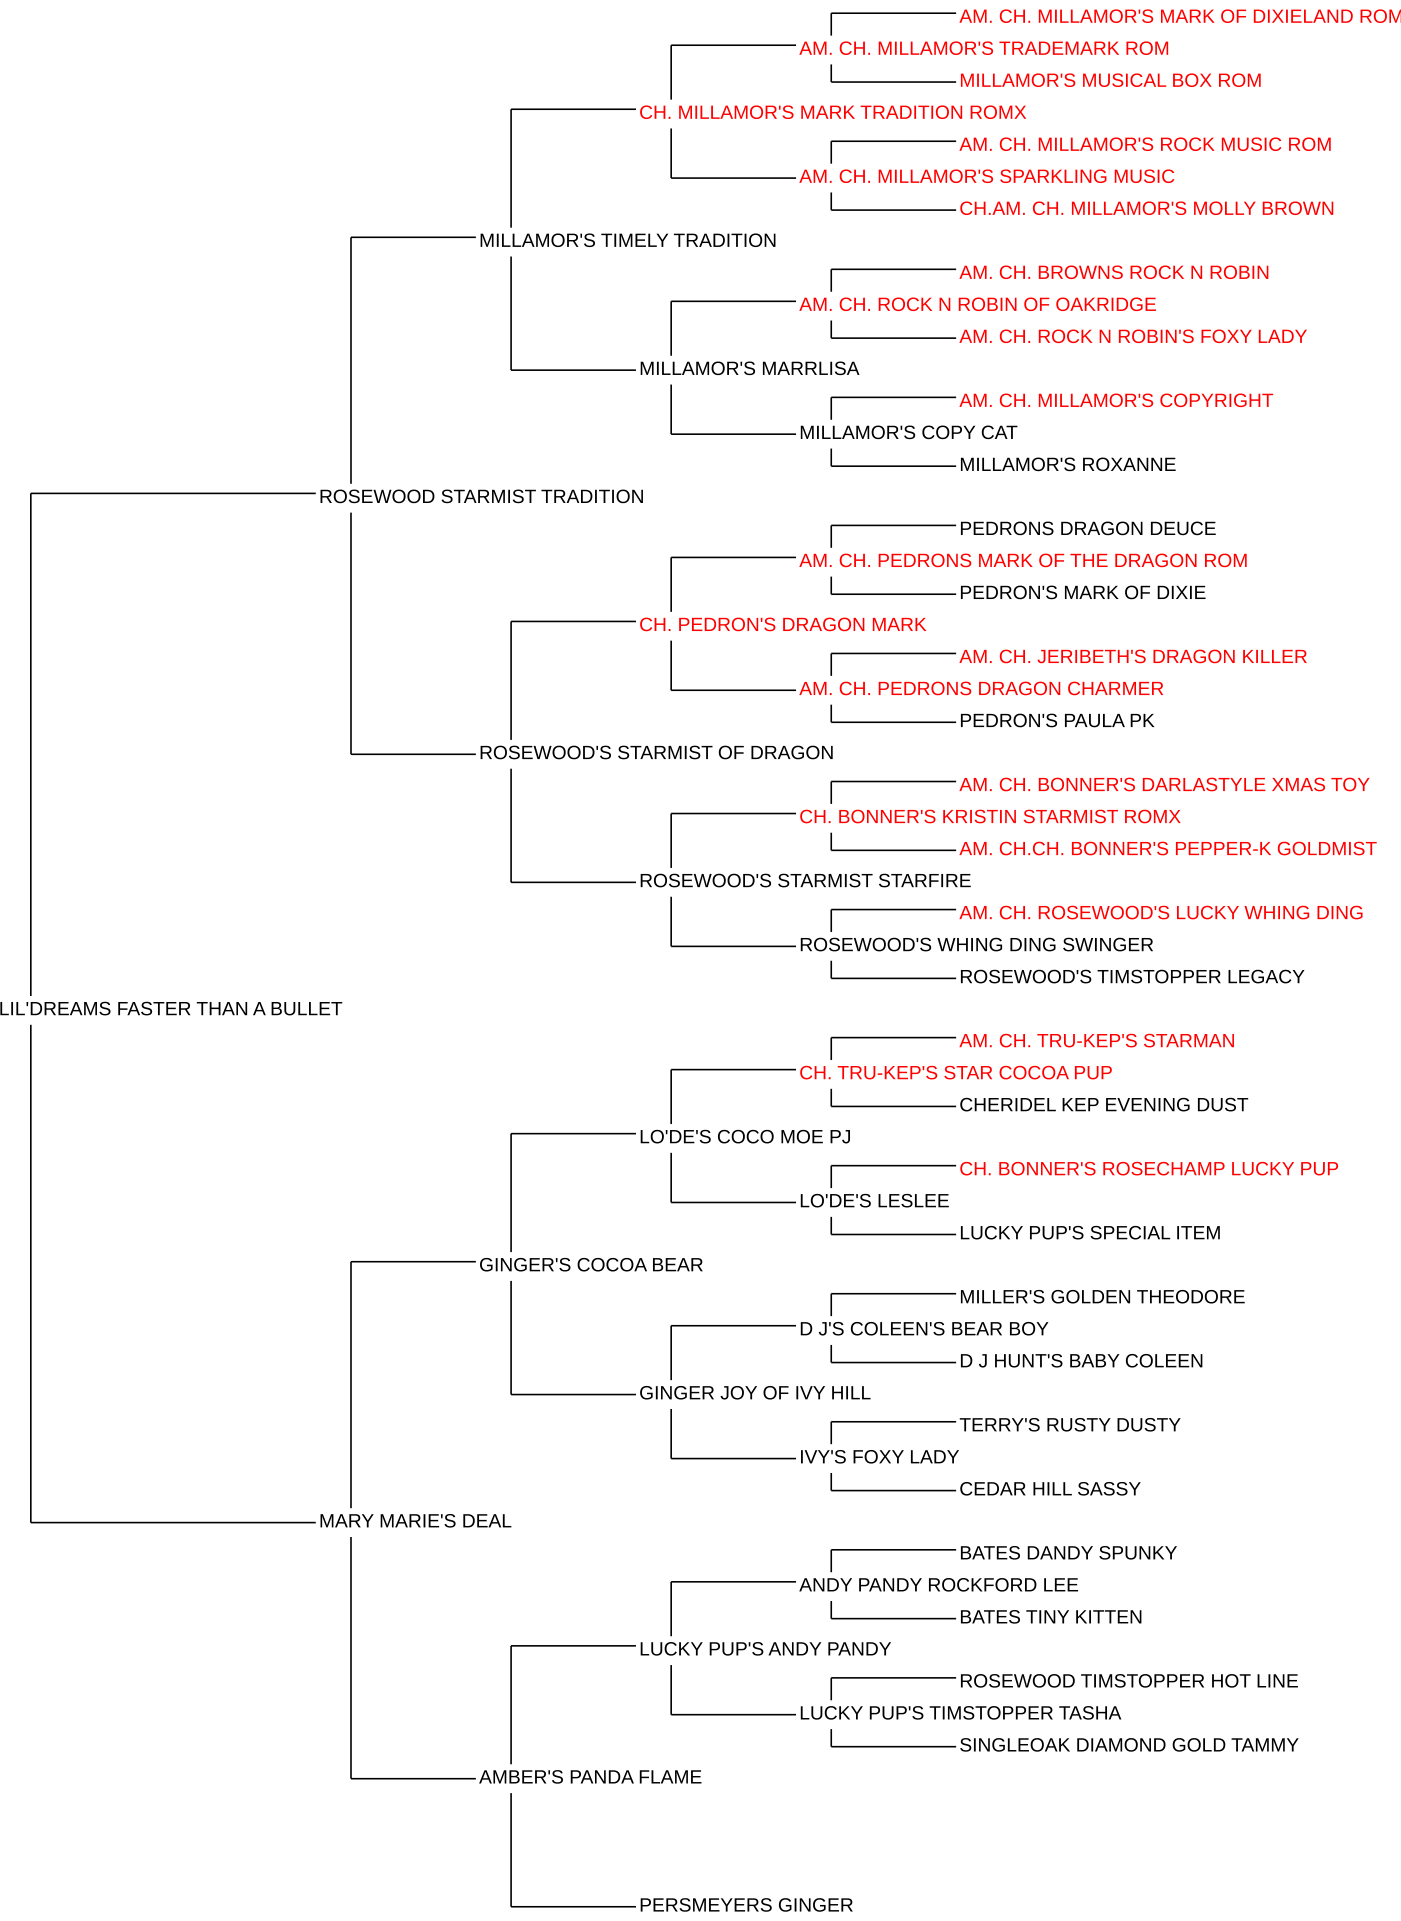 AM. CH. MILLAMOR'S MARK OF DIXIELAND ROM
AM. CH. MILLAMOR'S TRADEMARK ROM
MILLAMOR'S MUSICAL BOX ROM
CH. MILLAMOR'S MARK TRADITION ROMX
AM. CH. MILLAMOR'S ROCK MUSIC ROM
AM. CH. MILLAMOR'S SPARKLING MUSIC
CH.AM. CH. MILLAMOR'S MOLLY BROWN
MILLAMOR'S TIMELY TRADITION
AM. CH. BROWNS ROCK N ROBIN
AM. CH. ROCK N ROBIN OF OAKRIDGE
AM. CH. ROCK N ROBIN'S FOXY LADY
MILLAMOR'S MARRLISA
AM. CH. MILLAMOR'S COPYRIGHT
MILLAMOR'S COPY CAT
MILLAMOR'S ROXANNE
ROSEWOOD STARMIST TRADITION
PEDRONS DRAGON DEUCE
AM. CH. PEDRONS MARK OF THE DRAGON ROM
PEDRON'S MARK OF DIXIE
CH. PEDRON'S DRAGON MARK
AM. CH. JERIBETH'S DRAGON KILLER
AM. CH. PEDRONS DRAGON CHARMER
PEDRON'S PAULA PK
ROSEWOOD'S STARMIST OF DRAGON
AM. CH. BONNER'S DARLASTYLE XMAS TOY
CH. BONNER'S KRISTIN STARMIST ROMX
AM. CH.CH. BONNER'S PEPPER-K GOLDMIST
ROSEWOOD'S STARMIST STARFIRE
AM. CH. ROSEWOOD'S LUCKY WHING DING
ROSEWOOD'S WHING DING SWINGER
ROSEWOOD'S TIMSTOPPER LEGACY
LIL'DREAMS FASTER THAN A BULLET
AM. CH. TRU-KEP'S STARMAN
CH. TRU-KEP'S STAR COCOA PUP
CHERIDEL KEP EVENING DUST
LO'DE'S COCO MOE PJ
CH. BONNER'S ROSECHAMP LUCKY PUP
LO'DE'S LESLEE
LUCKY PUP'S SPECIAL ITEM
GINGER'S COCOA BEAR
MILLER'S GOLDEN THEODORE
D J'S COLEEN'S BEAR BOY
D J HUNT'S BABY COLEEN
GINGER JOY OF IVY HILL
TERRY'S RUSTY DUSTY
IVY'S FOXY LADY
CEDAR HILL SASSY
MARY MARIE'S DEAL
BATES DANDY SPUNKY
ANDY PANDY ROCKFORD LEE
BATES TINY KITTEN
LUCKY PUP'S ANDY PANDY
ROSEWOOD TIMSTOPPER HOT LINE
LUCKY PUP'S TIMSTOPPER TASHA
SINGLEOAK DIAMOND GOLD TAMMY
AMBER'S PANDA FLAME
PERSMEYERS GINGER